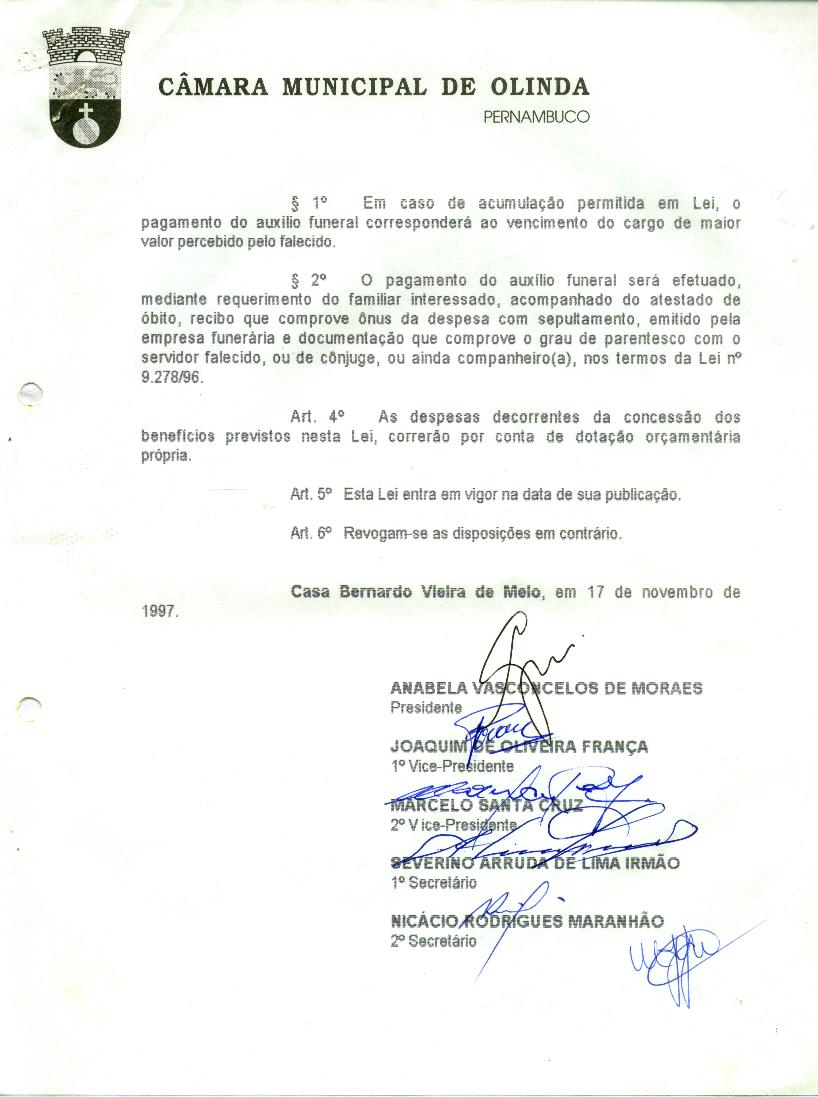 CÂMARA MUNICIPAL DE OLINDA
PERNAMBUCO
§ 1º Em caso de acumulação permitida em Lei, o
pagamento do auxílio funeral corresponderá ao vencimento do cargo de maior
valor percebido pelo falecido.
§ 2º O pagamento do auxílio funeral será efetuado,
mediante requerimento do familiar interessado, acompanhado do atestado de
óbito, recibo que comprove ônus da despesa com sepultamento, emitido pela
empresa funerária e documentação que comprove o grau de parentesco com o
servidor falecido, ou de cônjuge, ou ainda companheiro(a), nos termos da Lei nº
9.278/96.
Art. 4º As despesas decorrentes da concessão dos
benefícios previstos nesta Lei, correrão por conta de dotação orçamentária
própria.
Art. 5º Esta Lei entra em vigor na data de sua publicação.
Art. 6º Revogam-se as disposições em contrário.
Casa Bernardo Vieira de Melo, em 17 de novembro de
1997.
ANABELA VASCONCELOS DE MORAES
Presidente
JOAQUIM DE OLIVEIRA FRANÇA
1º Vice-Presidente
MARCELO SANTA CRUZ
2º Vice-Presidente
SEVERINO ARRUDA DE LIMA IRMÃO
1º Secretário
NICÁCIO RODRIGUES MARANHÃO
2º Secretário